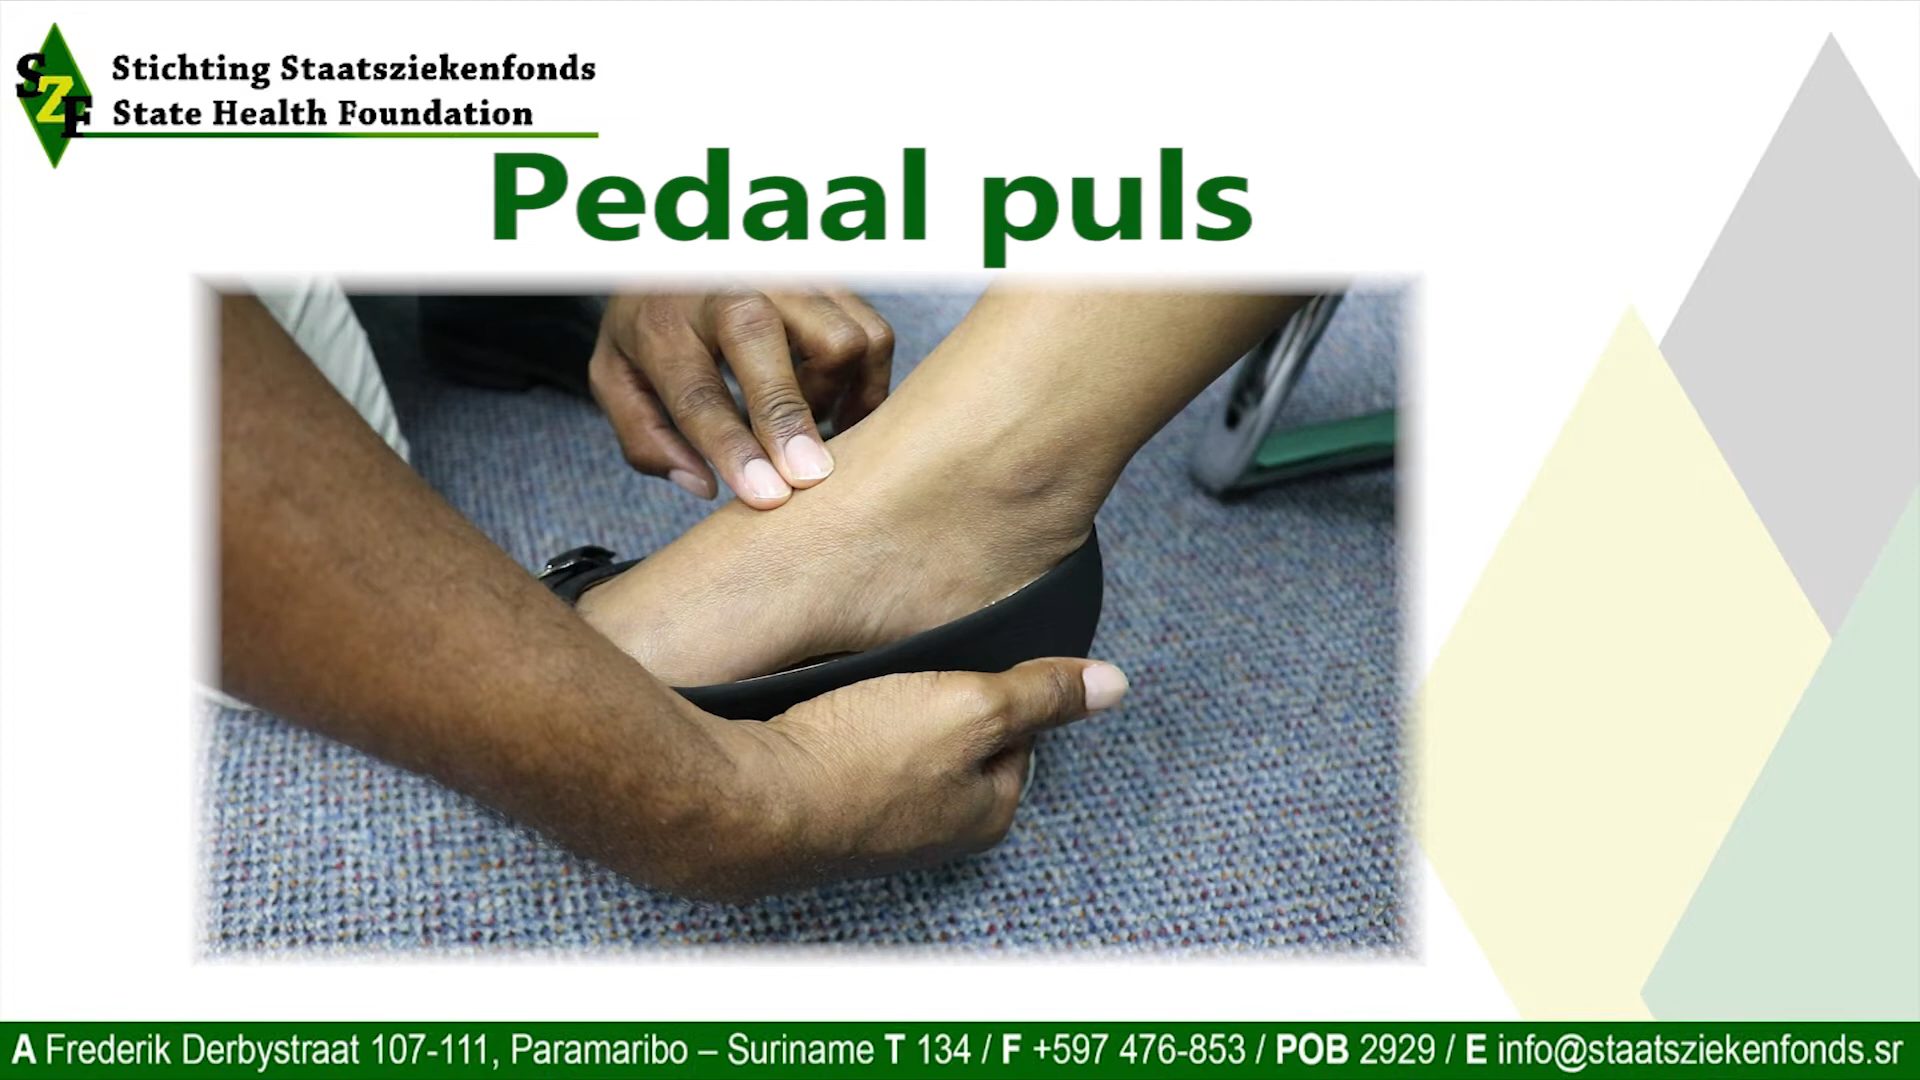 SZF
Stichting Staatsziekenfonds
State Health Foundation
Pedaal puls
A Frederik Derbystraat 107-111, Paramaribo – Suriname T 134 / F +597 476-853 / POB 2929 / E info@staatsziekenfonds.sr